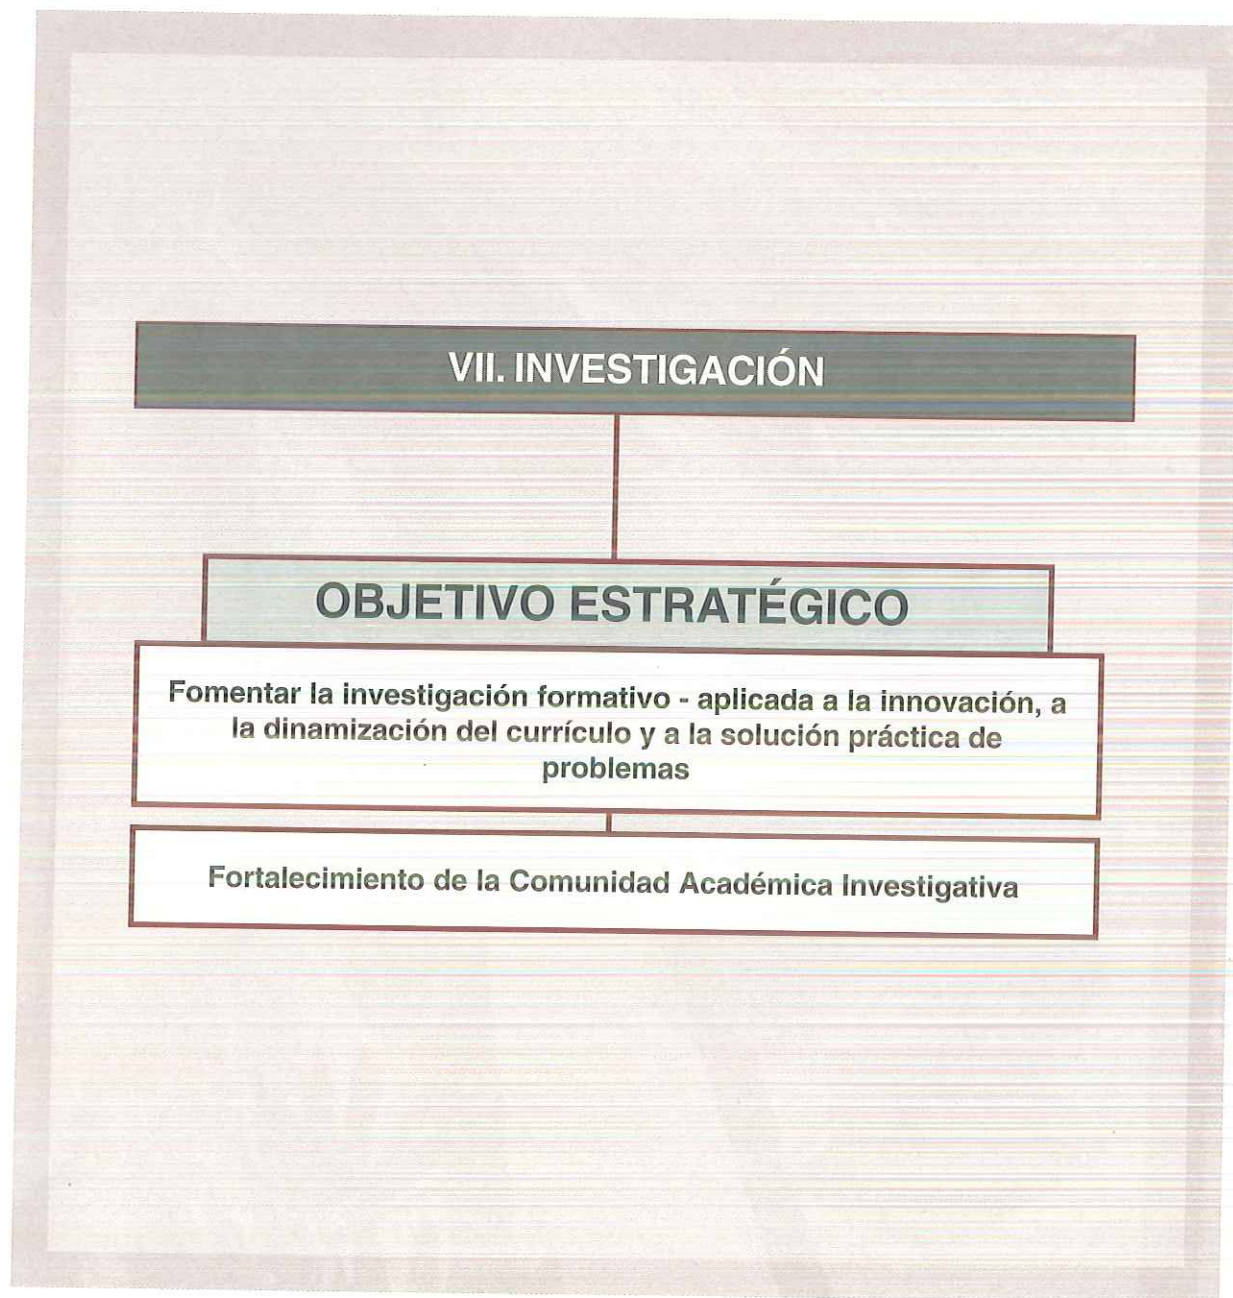 VII. INVESTIGACIÓN
OBJETIVO ESTRATÉGICO
Fomentar la investigación formativo - aplicada a la innovación, a
la dinamización del currículo y a la solución práctica de
problemas
Fortalecimiento de la Comunidad Académica Investigativa